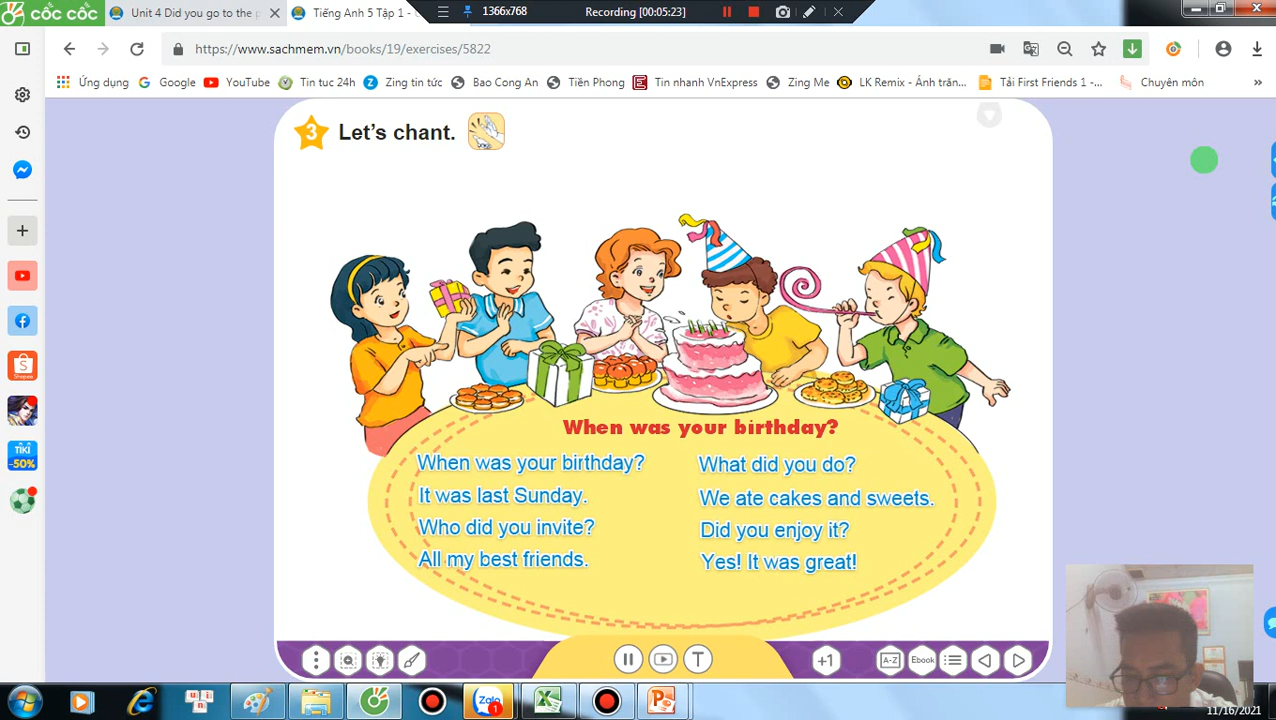 CỐC CỐC
Unit 4 Did you go to the p
Tiếng Anh 5 Tập 1 -
1366x768
Recording [00:05:23]
https://www.sachmem.vn/books/19/exercises/5822
Ứng dụng
Google
YouTube
Tin tuc 24h
Zing tin tức
Bao Cong An
Tiền Phong
Tin nhanh VnExpress
Zing Me
LK Remix - Ảnh trăn...
Tải First Friends 1 -...
Chuyên môn
»
3 Let's chant.
When was your birthday?
When was your birthday?
It was last Sunday.
Who did you invite?
All my best friends.
What did you do?
We ate cakes and sweets.
Did you enjoy it?
Yes! It was great!
TIKI
-50%
Shopee
T
+1
A-Z
Ebook
Zalo
1
11/16/2021